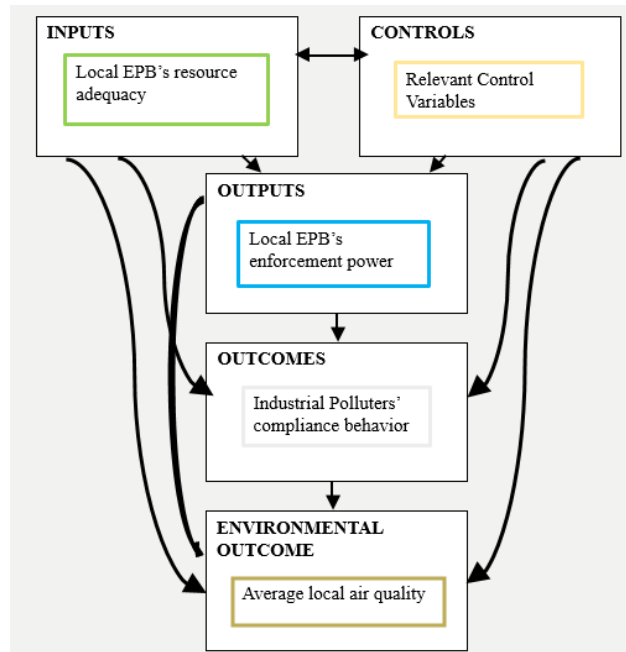 INPUTS
Local EPB's resource
adequacy
CONTROLS
Relevant Control
Variables
OUTPUTS
Local EPB's
enforcement power
OUTCOMES
Industrial Polluters'
compliance behavior
ENVIRONMENTAL
OUTCOME
Average local air quality